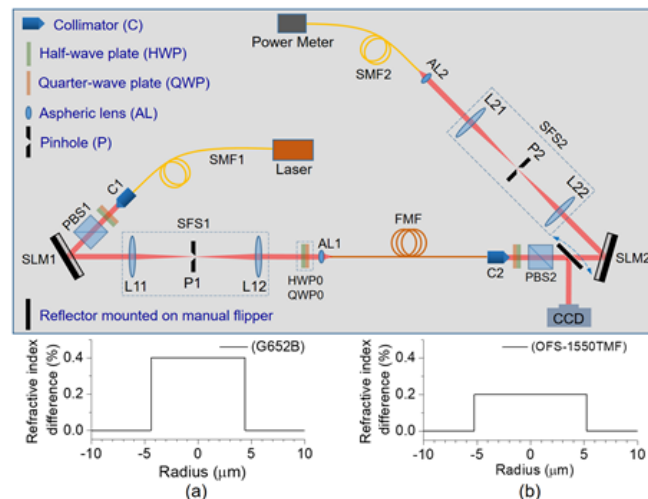 Collimator (C)
Half-wave plate (HWP)
Quarter-wave plate (QWP)
Aspheric lens (AL)
Pinhole (P)
Power Meter
SMF2
AL2
L21
SFS2
P2
L22
SMF1
Laser
C1
PBS1
SLM1
SFS1
L11
P1
L12
HWP0
QWP0
AL1
FMF
C2
PBS2
SLM2
CCD
Reflector mounted on manual flipper
Refractive index
difference (%)
0.4
0.2
0.0
(G652B)
-10 -5 0 5 10
Radius (μm)
(a)
Refractive index
difference (%)
0.4
0.2
0.0
(OFS-1550TMF)
-10 -5 0 5 10
Radius (μm)
(b)